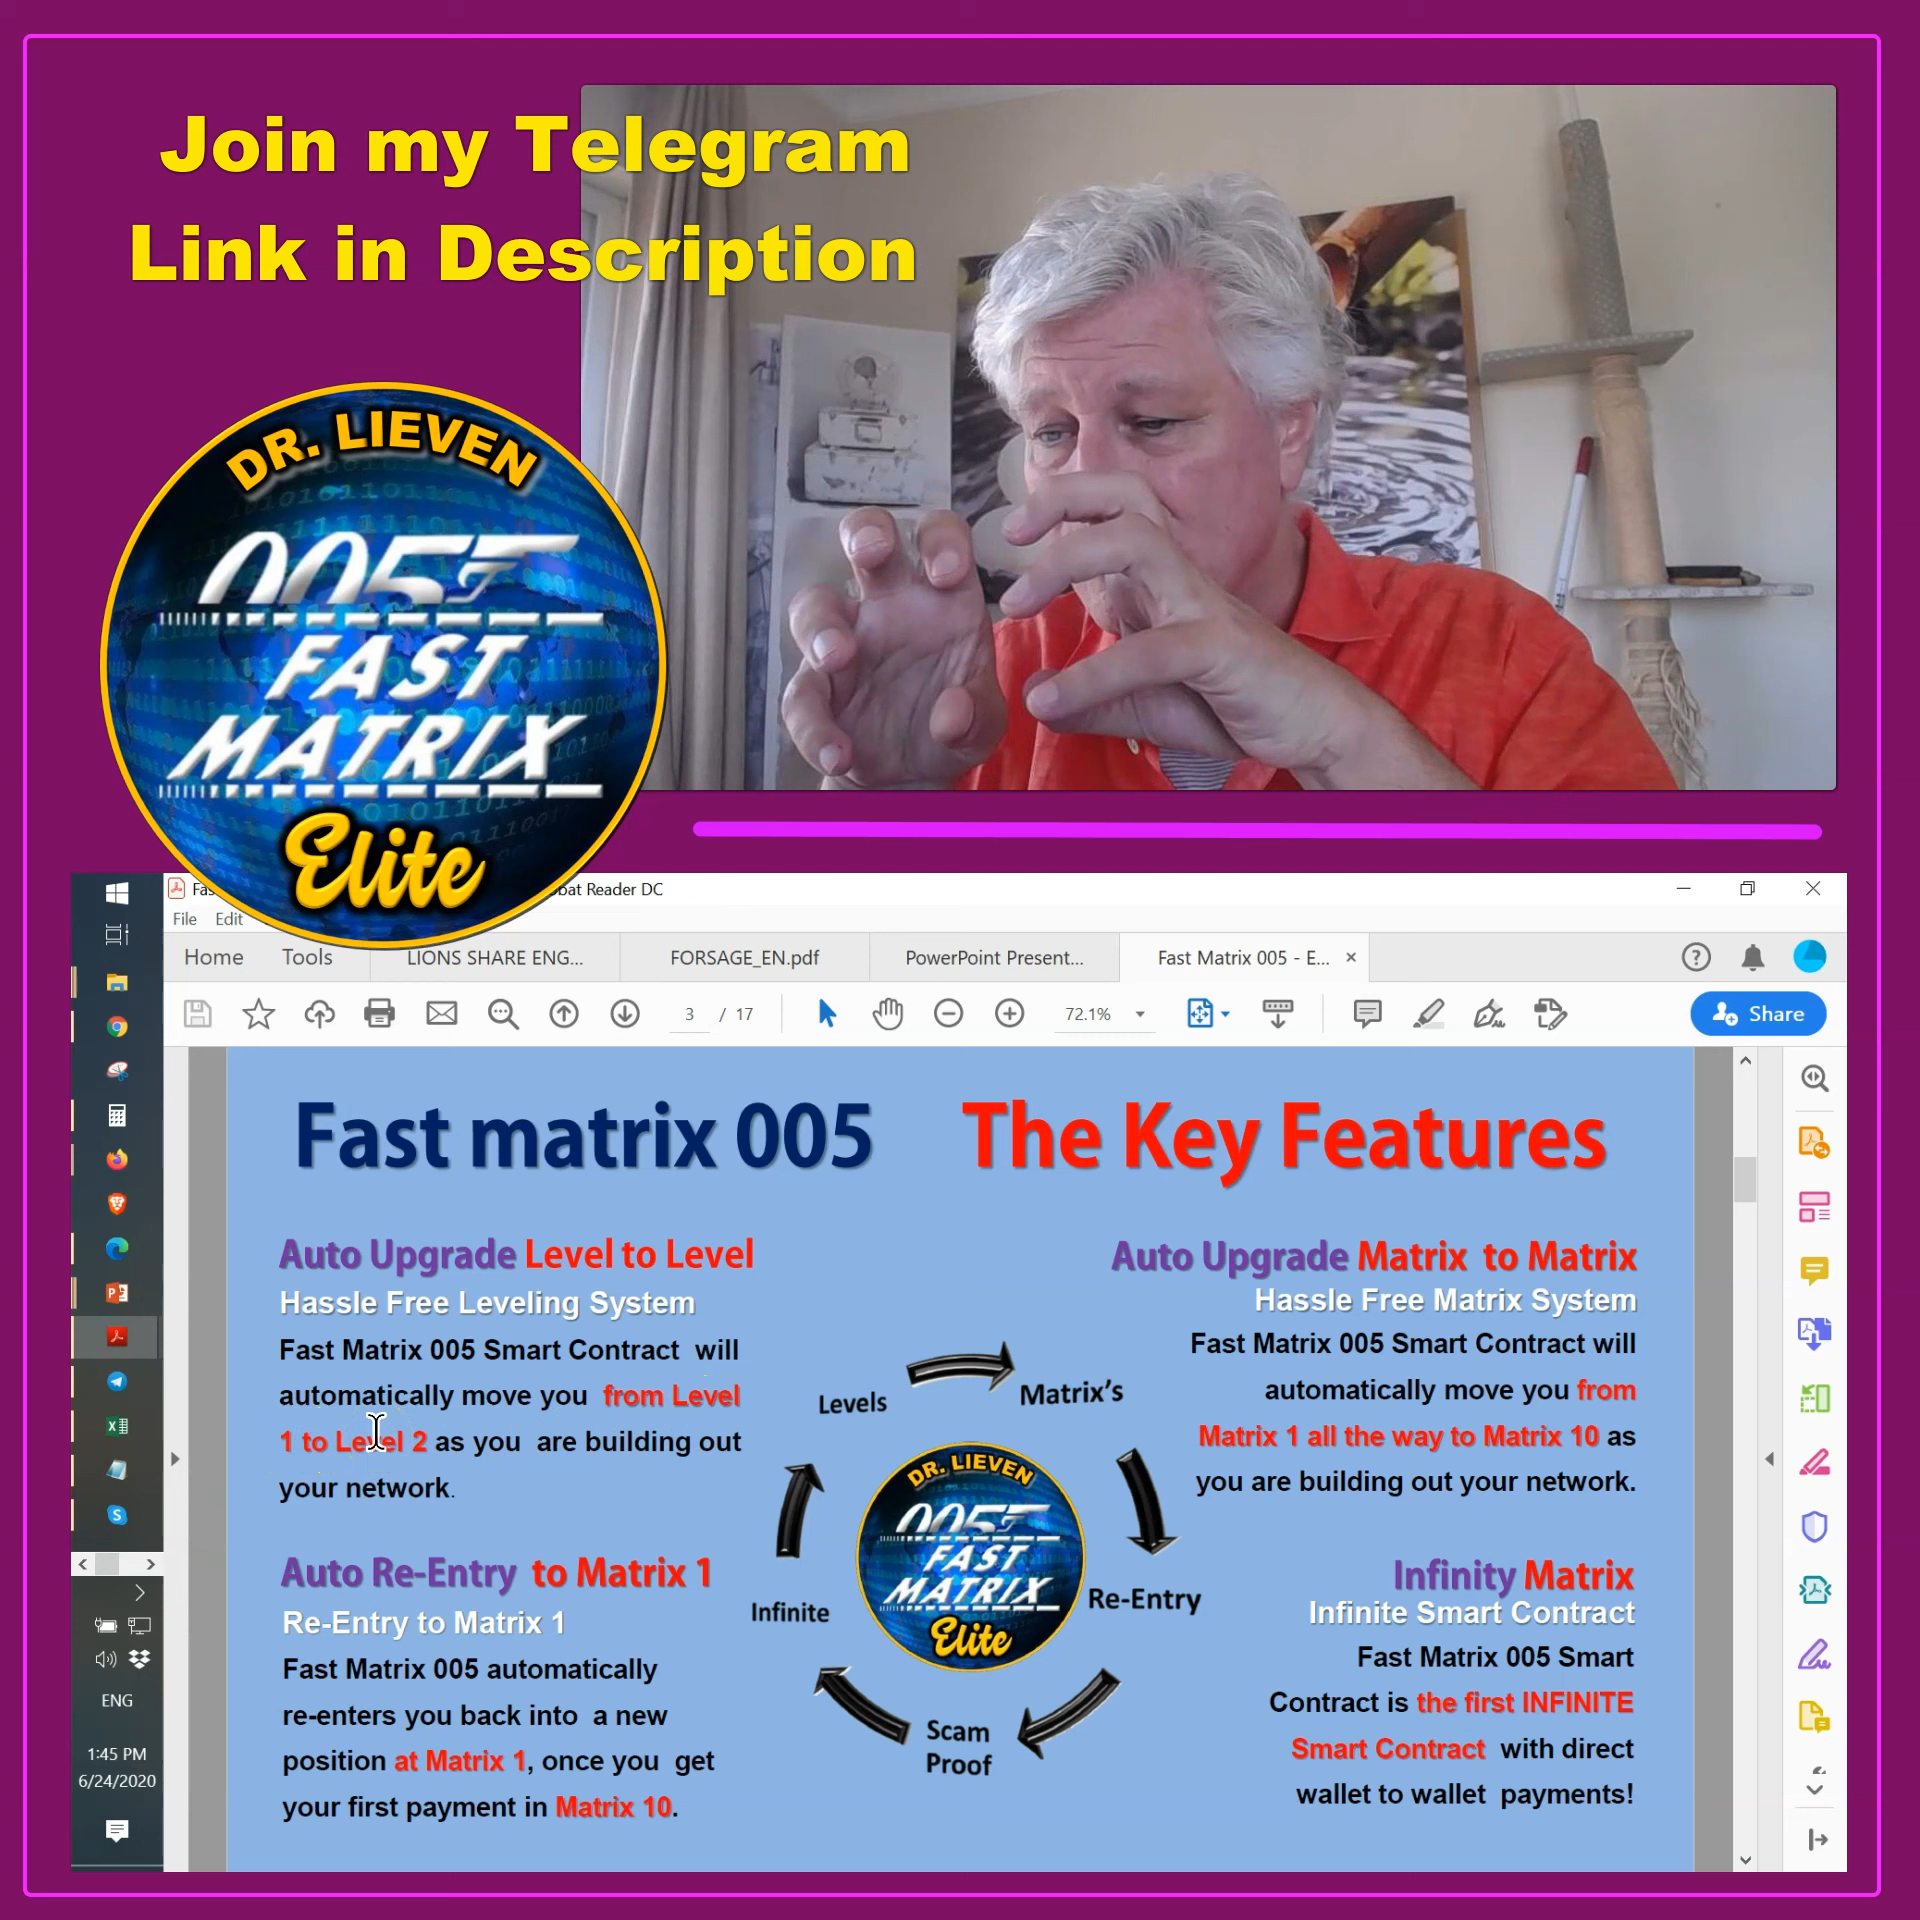 Join my Telegram
Link in Description
DR. LIEVEN
005
FAST
MATRIX
Elite
bat Reader DC
File Edit
Home Tools LIONS SHARE ENG... FORSAGE_EN.pdf PowerPoint Present... Fast Matrix 005 - E...
3 / 17 72.1% Share
Fast matrix 005 The Key Features
Auto Upgrade Level to Level
Hassle Free Leveling System
Fast Matrix 005 Smart Contract will
automatically move you from Level
1 to Level 2 as you are building out
your network.
Auto Upgrade Matrix to Matrix
Hassle Free Matrix System
Fast Matrix 005 Smart Contract will
automatically move you from
Matrix 1 all the way to Matrix 10 as
you are building out your network.
Levels
Matrix's
Re-Entry
Scam
Proof
Infinite
DR. LIEVEN
005
FAST
MATRIX
Elite
Auto Re-Entry to Matrix 1
Re-Entry to Matrix 1
Fast Matrix 005 automatically
re-enters you back into a new
position at Matrix 1, once you get
your first payment in Matrix 10.
Infinity Matrix
Infinite Smart Contract
Fast Matrix 005 Smart
Contract is the first INFINITE
Smart Contract with direct
wallet to wallet payments!
ENG
1:45 PM
6/24/2020